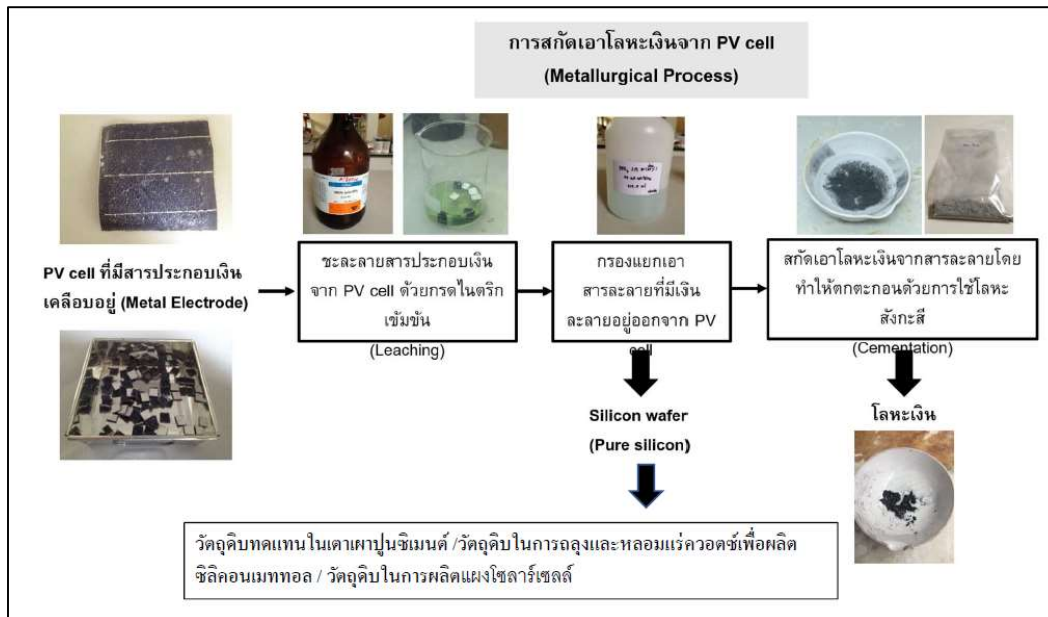 การสกัดเอาโลหะเงินจาก PV cell
(Metallurgical Process)
PV cell ที่มีสารประกอบเงิน
เคลือบอยู่ (Metal Electrode)
ชะละลายสารประกอบเงิน
จาก PV cell ด้วยกรดไนตริก
เข้มข้น
(Leaching)
กรองแยกเอา
สารละลายที่มีเงิน
ละลายอยู่ออกจาก PV
cell
สกัดเอาโลหะเงินจากสารละลายโดย
ทำให้ตกตะกอนด้วยการใช้โลหะ
สังกะสี
(Cementation)
Silicon wafer
(Pure silicon)
โลหะเงิน
วัตถุดิบทดแทนในเตาเผาปูนซิเมนต์ /วัตถุดิบในการถลุงและหลอมแร่ควอตซ์เพื่อผลิต
ซิลิคอนเมททอล / วัตถุดิบในการผลิตแผงโซลาร์เซลล์